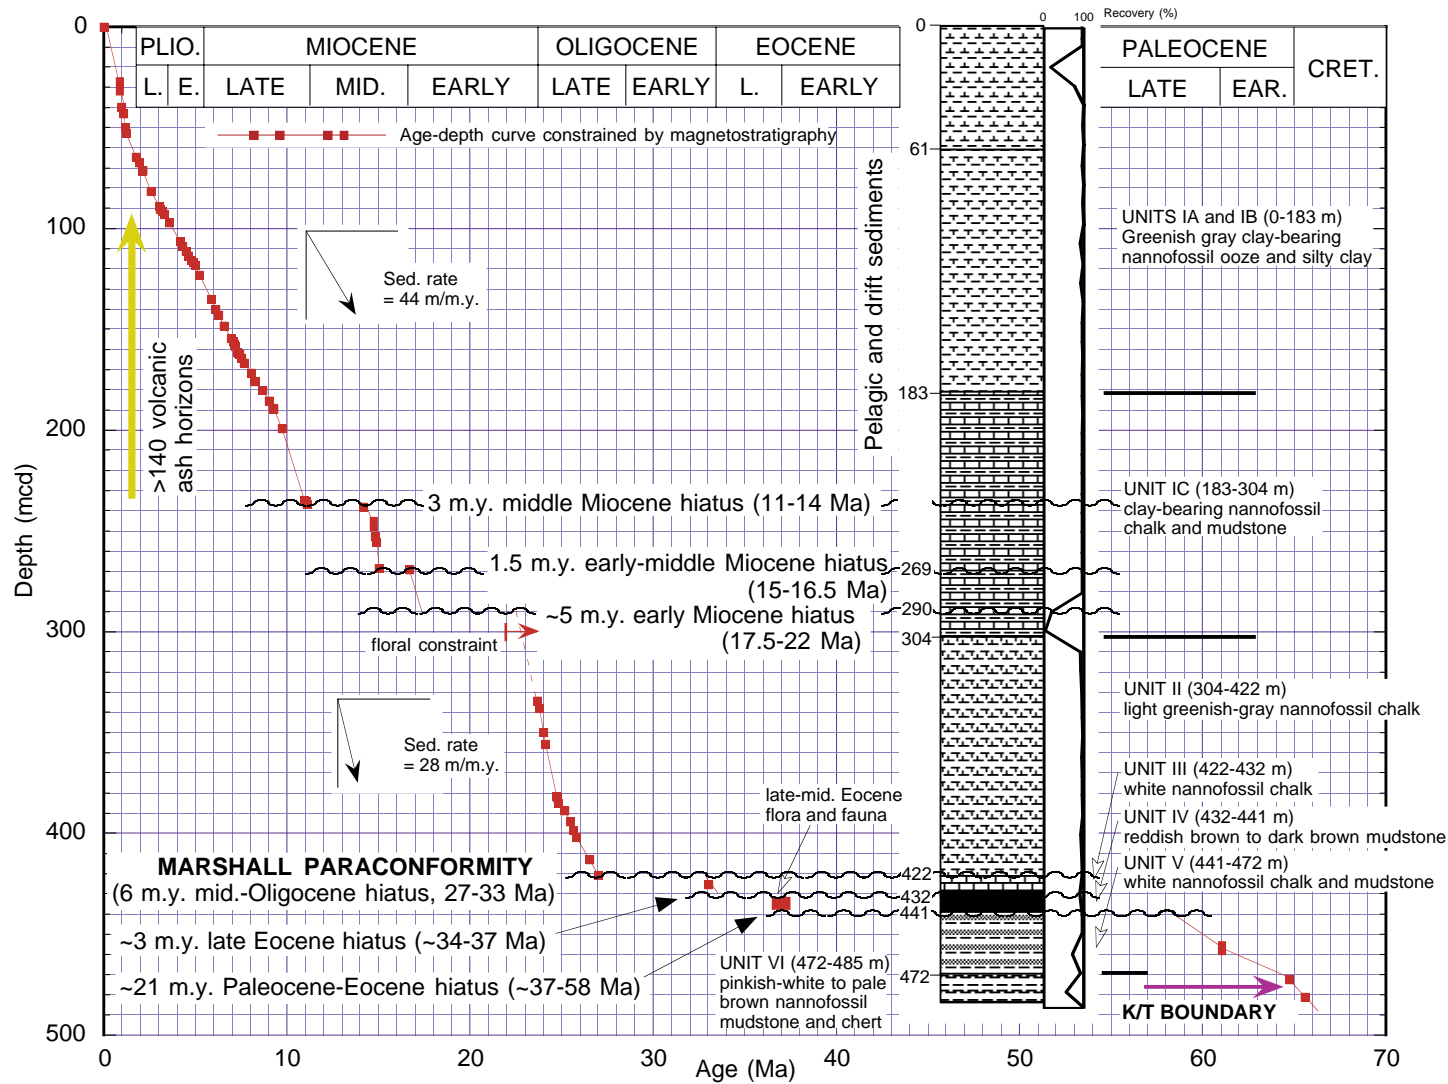 0 100 Recovery (%)
0
PLIO. MIOCENE OLIGOCENE EOCENE
L. E. LATE MID. EARLY LATE EARLY L. EARLY
0
PALEOCENE
LATE EAR. CRET.
Age-depth curve constrained by magnetostratigraphy
61
100
Sed. rate
= 44 m/m.y.
Pelagic and drift sediments
UNITS IA and IB (0-183 m)
Greenish gray clay-bearing
nannofossil ooze and silty clay
>140 volcanic
ash horizons
183
200
Depth (mcd)
3 m.y. middle Miocene hiatus (11-14 Ma)
UNIT IC (183-304 m)
clay-bearing nannofossil
chalk and mudstone
1.5 m.y. early-middle Miocene hiatus
(15-16.5 Ma)
269
~5 m.y. early Miocene hiatus
(17.5-22 Ma)
290
300
floral constraint
304
UNIT II (304-422 m)
light greenish-gray nannofossil chalk
Sed. rate
= 28 m/m.y.
late-mid. Eocene
flora and fauna
UNIT III (422-432 m)
white nannofossil chalk
UNIT IV (432-441 m)
reddish brown to dark brown mudstone
UNIT V (441-472 m)
white nannofossil chalk and mudstone
400
MARSHALL PARACONFORMITY
(6 m.y. mid.-Oligocene hiatus, 27-33 Ma)
422
432
441
~3 m.y. late Eocene hiatus (~34-37 Ma)
~21 m.y. Paleocene-Eocene hiatus (~37-58 Ma)
UNIT VI (472-485 m)
pinkish-white to pale
brown nannofossil
mudstone and chert
472
K/T BOUNDARY
500
0 10 20 30 40 50 60 70
Age (Ma)